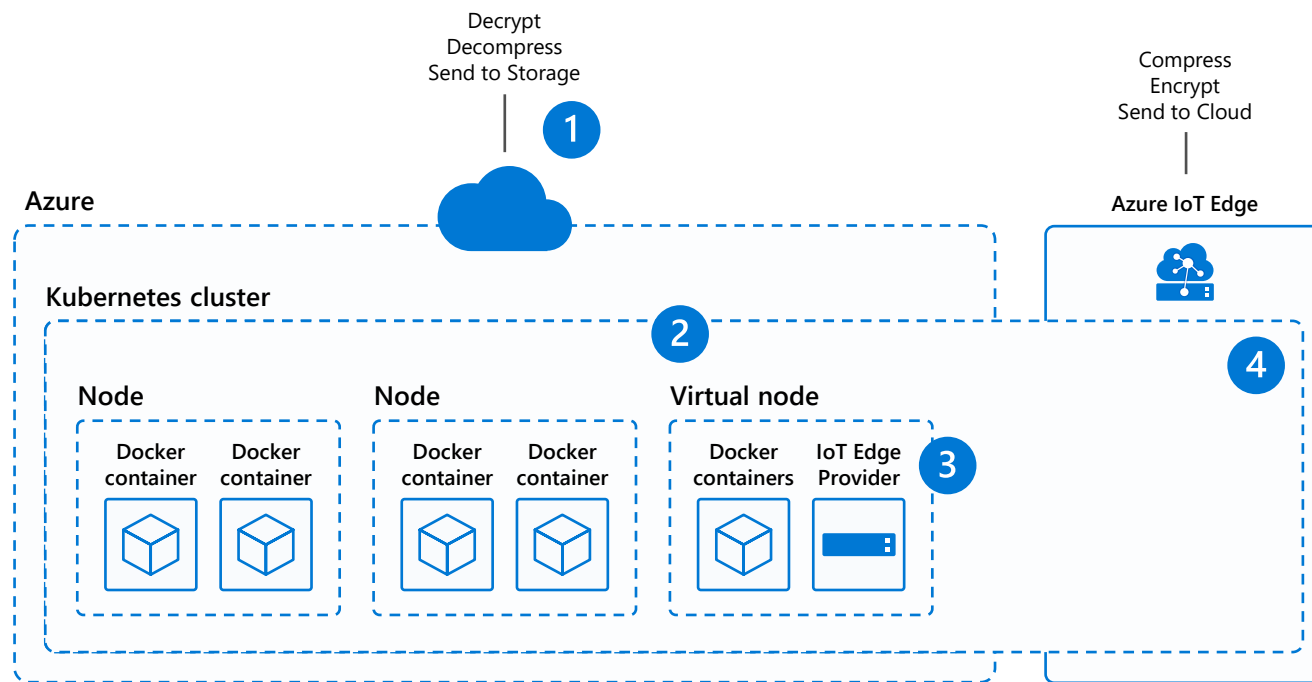 Decrypt
Decompress
Send to Storage
1
Compress
Encrypt
Send to Cloud
Azure
Azure IoT Edge
Kubernetes cluster
2
4
Node
Node
Virtual node
Docker
container
Docker
container
Docker
container
Docker
container
Docker
containers
IoT Edge
Provider
3